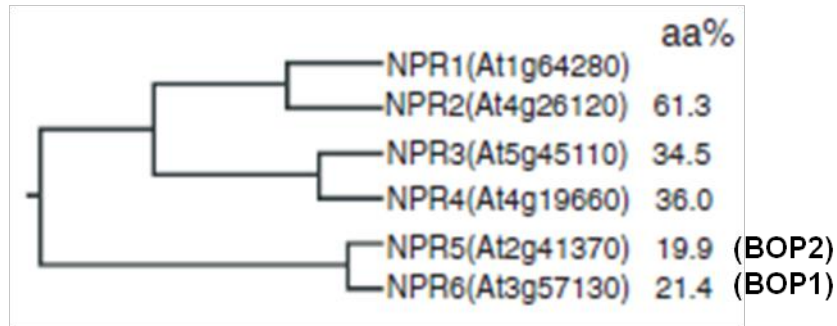 aa%
NPR1(At1g64280)
NPR2(At4g26120) 61.3
NPR3(At5g45110) 34.5
NPR4(At4g19660) 36.0
NPR5(At2g41370) 19.9 (BOP2)
NPR6(At3g57130) 21.4 (BOP1)